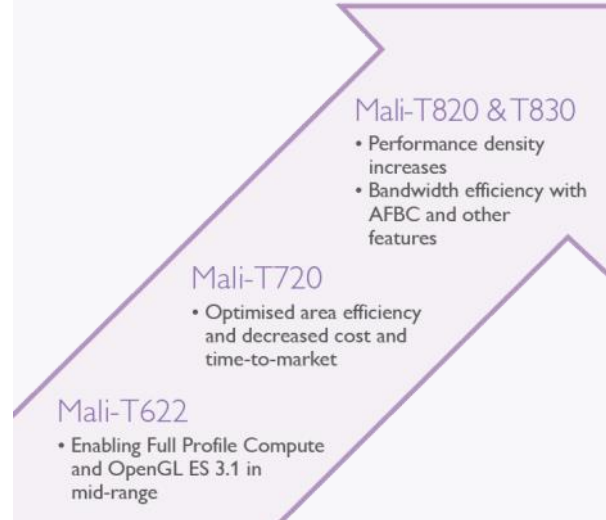 Mali-T820 & T830
• Performance density
increases
• Bandwidth efficiency with
AFBC and other
features
Mali-T720
• Optimised area efficiency
and decreased cost and
time-to-market
Mali-T622
• Enabling Full Profile Compute
and OpenGL ES 3.1 in
mid-range